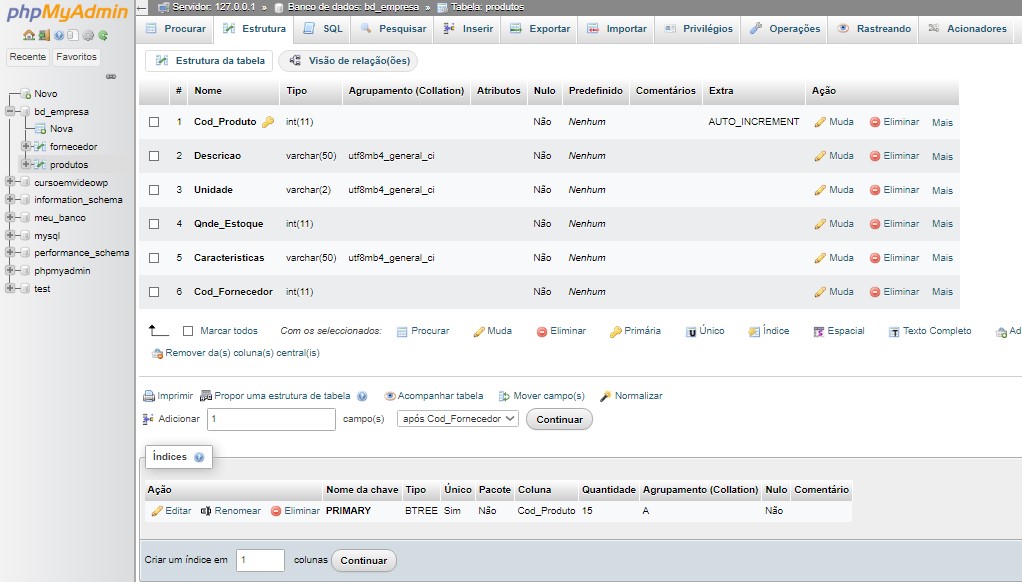 phpMyAdmin
Recente Favoritos
Novo
bd_empresa
Nova
fornecedor
produtos
cursoemvideowp
information_schema
meu_banco
mysql
performance_schema
phpmyadmin
test
Servidor: 127.0.0.1 » Banco de dados: bd_empresa » Tabela: produtos
Procurar Estrutura SQL Pesquisar Inserir Exportar Importar Privilégios Operações Rastreando Acionadores
Estrutura da tabela Visão de relação(ões)
# Nome Tipo Agrupamento (Collation) Atributos Nulo Predefinido Comentários Extra Ação
1 Cod_Produto int(11) Não Nenhum AUTO_INCREMENT Muda Eliminar Mais
2 Descricao varchar(50) utf8mb4_general_ci Não Nenhum Muda Eliminar Mais
3 Unidade varchar(2) utf8mb4_general_ci Não Nenhum Muda Eliminar Mais
4 Qnde_Estoque int(11) Não Nenhum Muda Eliminar Mais
5 Caracteristicas varchar(50) utf8mb4_general_ci Não Nenhum Muda Eliminar Mais
6 Cod_Fornecedor int(11) Não Nenhum Muda Eliminar Mais
Marcar todos Com os seleccionados: Procurar Muda Eliminar Primária Único Índice Espacial Texto Completo Ad
Remover da(s) coluna(s) central(is)
Imprimir Propor uma estrutura de tabela Acompanhar tabela Mover campo(s) Normalizar
Adicionar 1 campo(s) após Cod_Fornecedor Continuar
Índices
Ação Nome da chave Tipo Único Pacote Coluna Quantidade Agrupamento (Collation) Nulo Comentário
Editar Renomear Eliminar PRIMARY BTREE Sim Não Cod_Produto 15 A Não
Criar um índice em 1 colunas Continuar